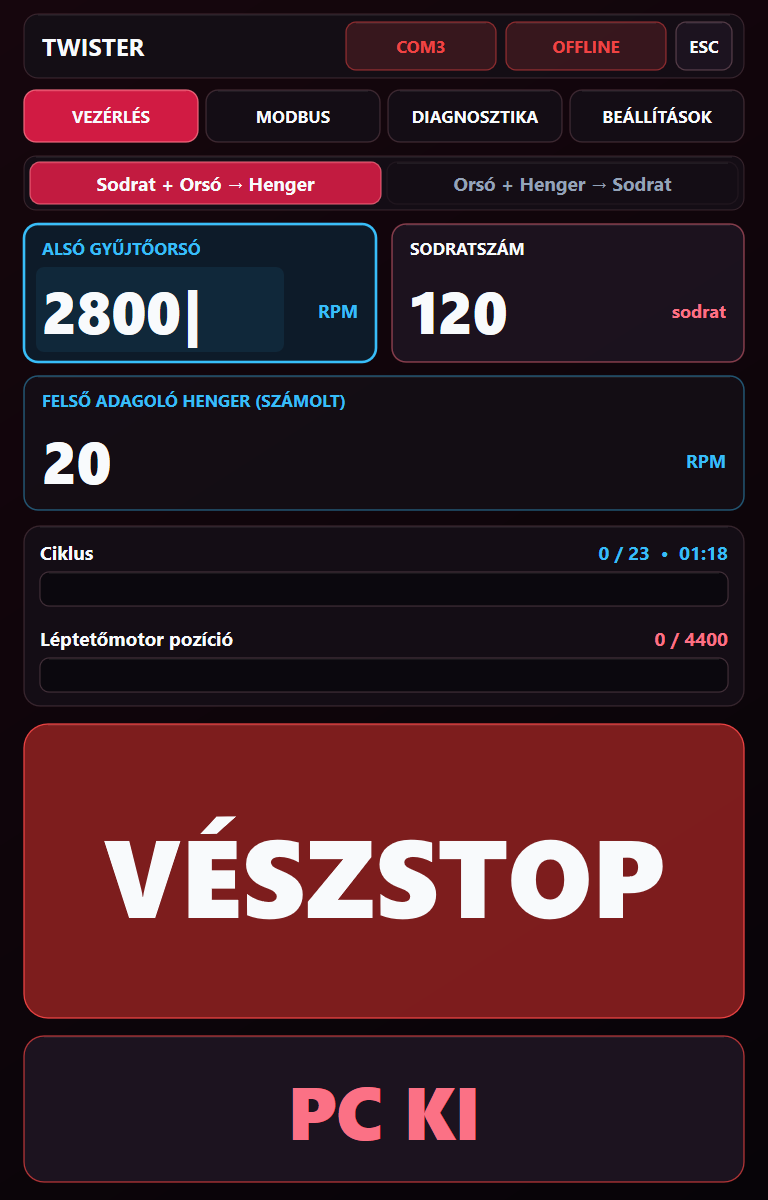 TWISTER COM3 OFFLINE ESC
VEZÉRLÉS MODBUS DIAGNOSZTIKA BEÁLLÍTÁSOK
Sodrat + Orsó → Henger Orsó + Henger → Sodrat
ALSÓ GYŰJTŐORSÓ
2800| RPM
SODRATSZÁM
120 sodrat
FELSŐ ADAGOLÓ HENGER (SZÁMOLT)
20 RPM
Ciklus 0 / 23 • 01:18
Léptetőmotor pozíció 0 / 4400
VÉSZSTOP
PC KI